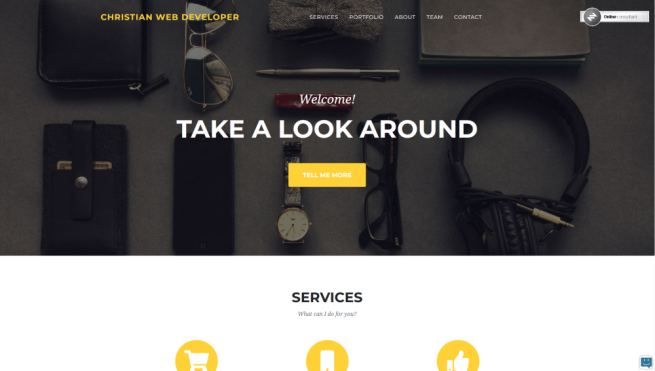 CHRISTIAN WEB DEVELOPER
SERVICES PORTFOLIO ABOUT TEAM CONTACT
Online
Welcome!
TAKE A LOOK AROUND
TELL ME MORE
SERVICES
What can I do for you?